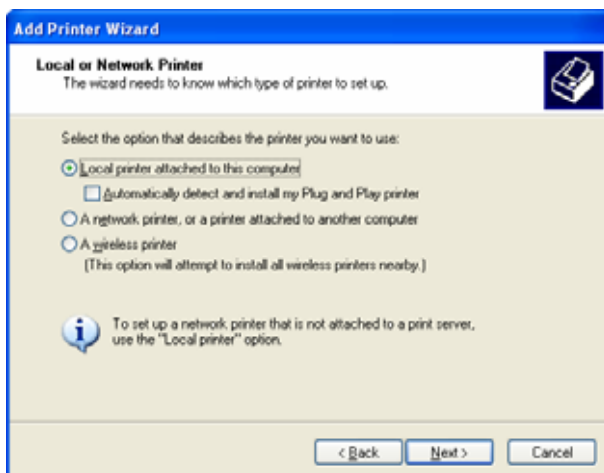 Add Printer Wizard
Local or Network Printer
The wizard needs to know which type of printer to set up.
Select the option that describes the printer you want to use:
Local printer attached to this computer
Automatically detect and install my Plug and Play printer
A network printer, or a printer attached to another computer
A wireless printer
(This option will attempt to install all wireless printers nearby.)
To set up a network printer that is not attached to a print server,
use the "Local printer" option.
< Back Next > Cancel